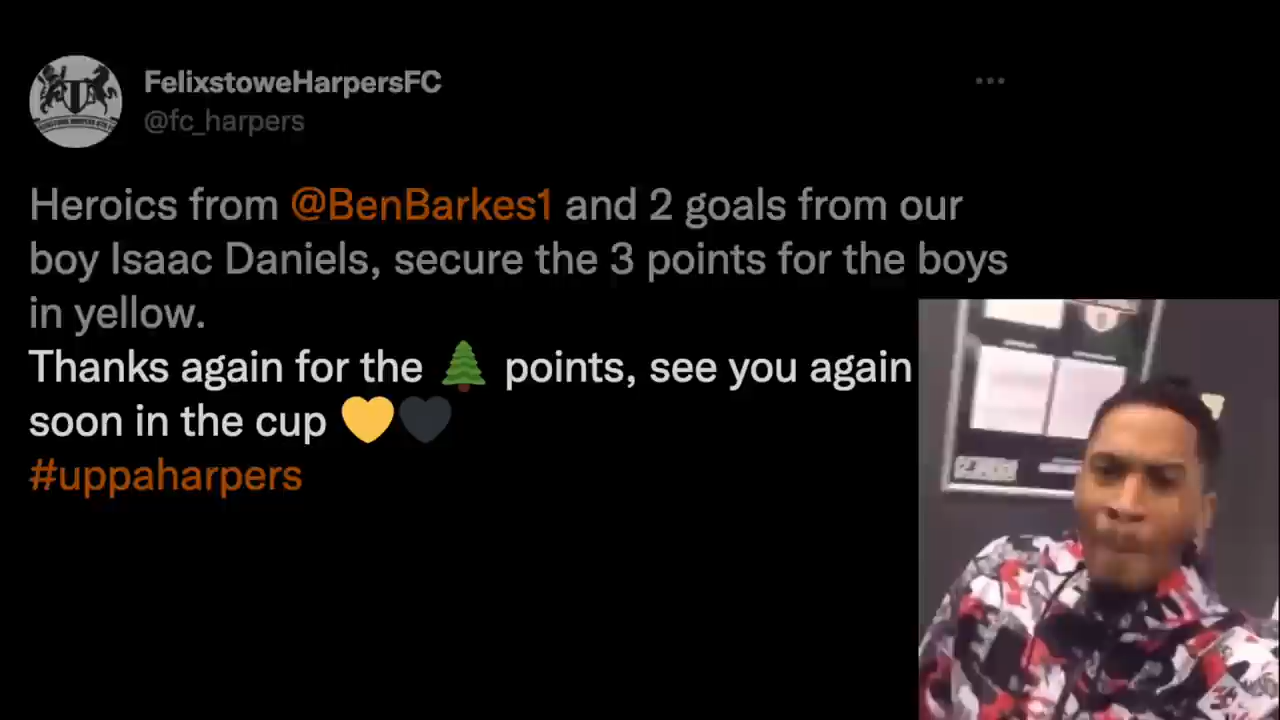 FelixstoweHarpersFC
@fc_harpers
Heroics from @BenBarkes1 and 2 goals from our
boy Isaac Daniels, secure the 3 points for the boys
in yellow.
Thanks again for the 🌲 points, see you again
soon in the cup 💛🖤
#uppaharpers